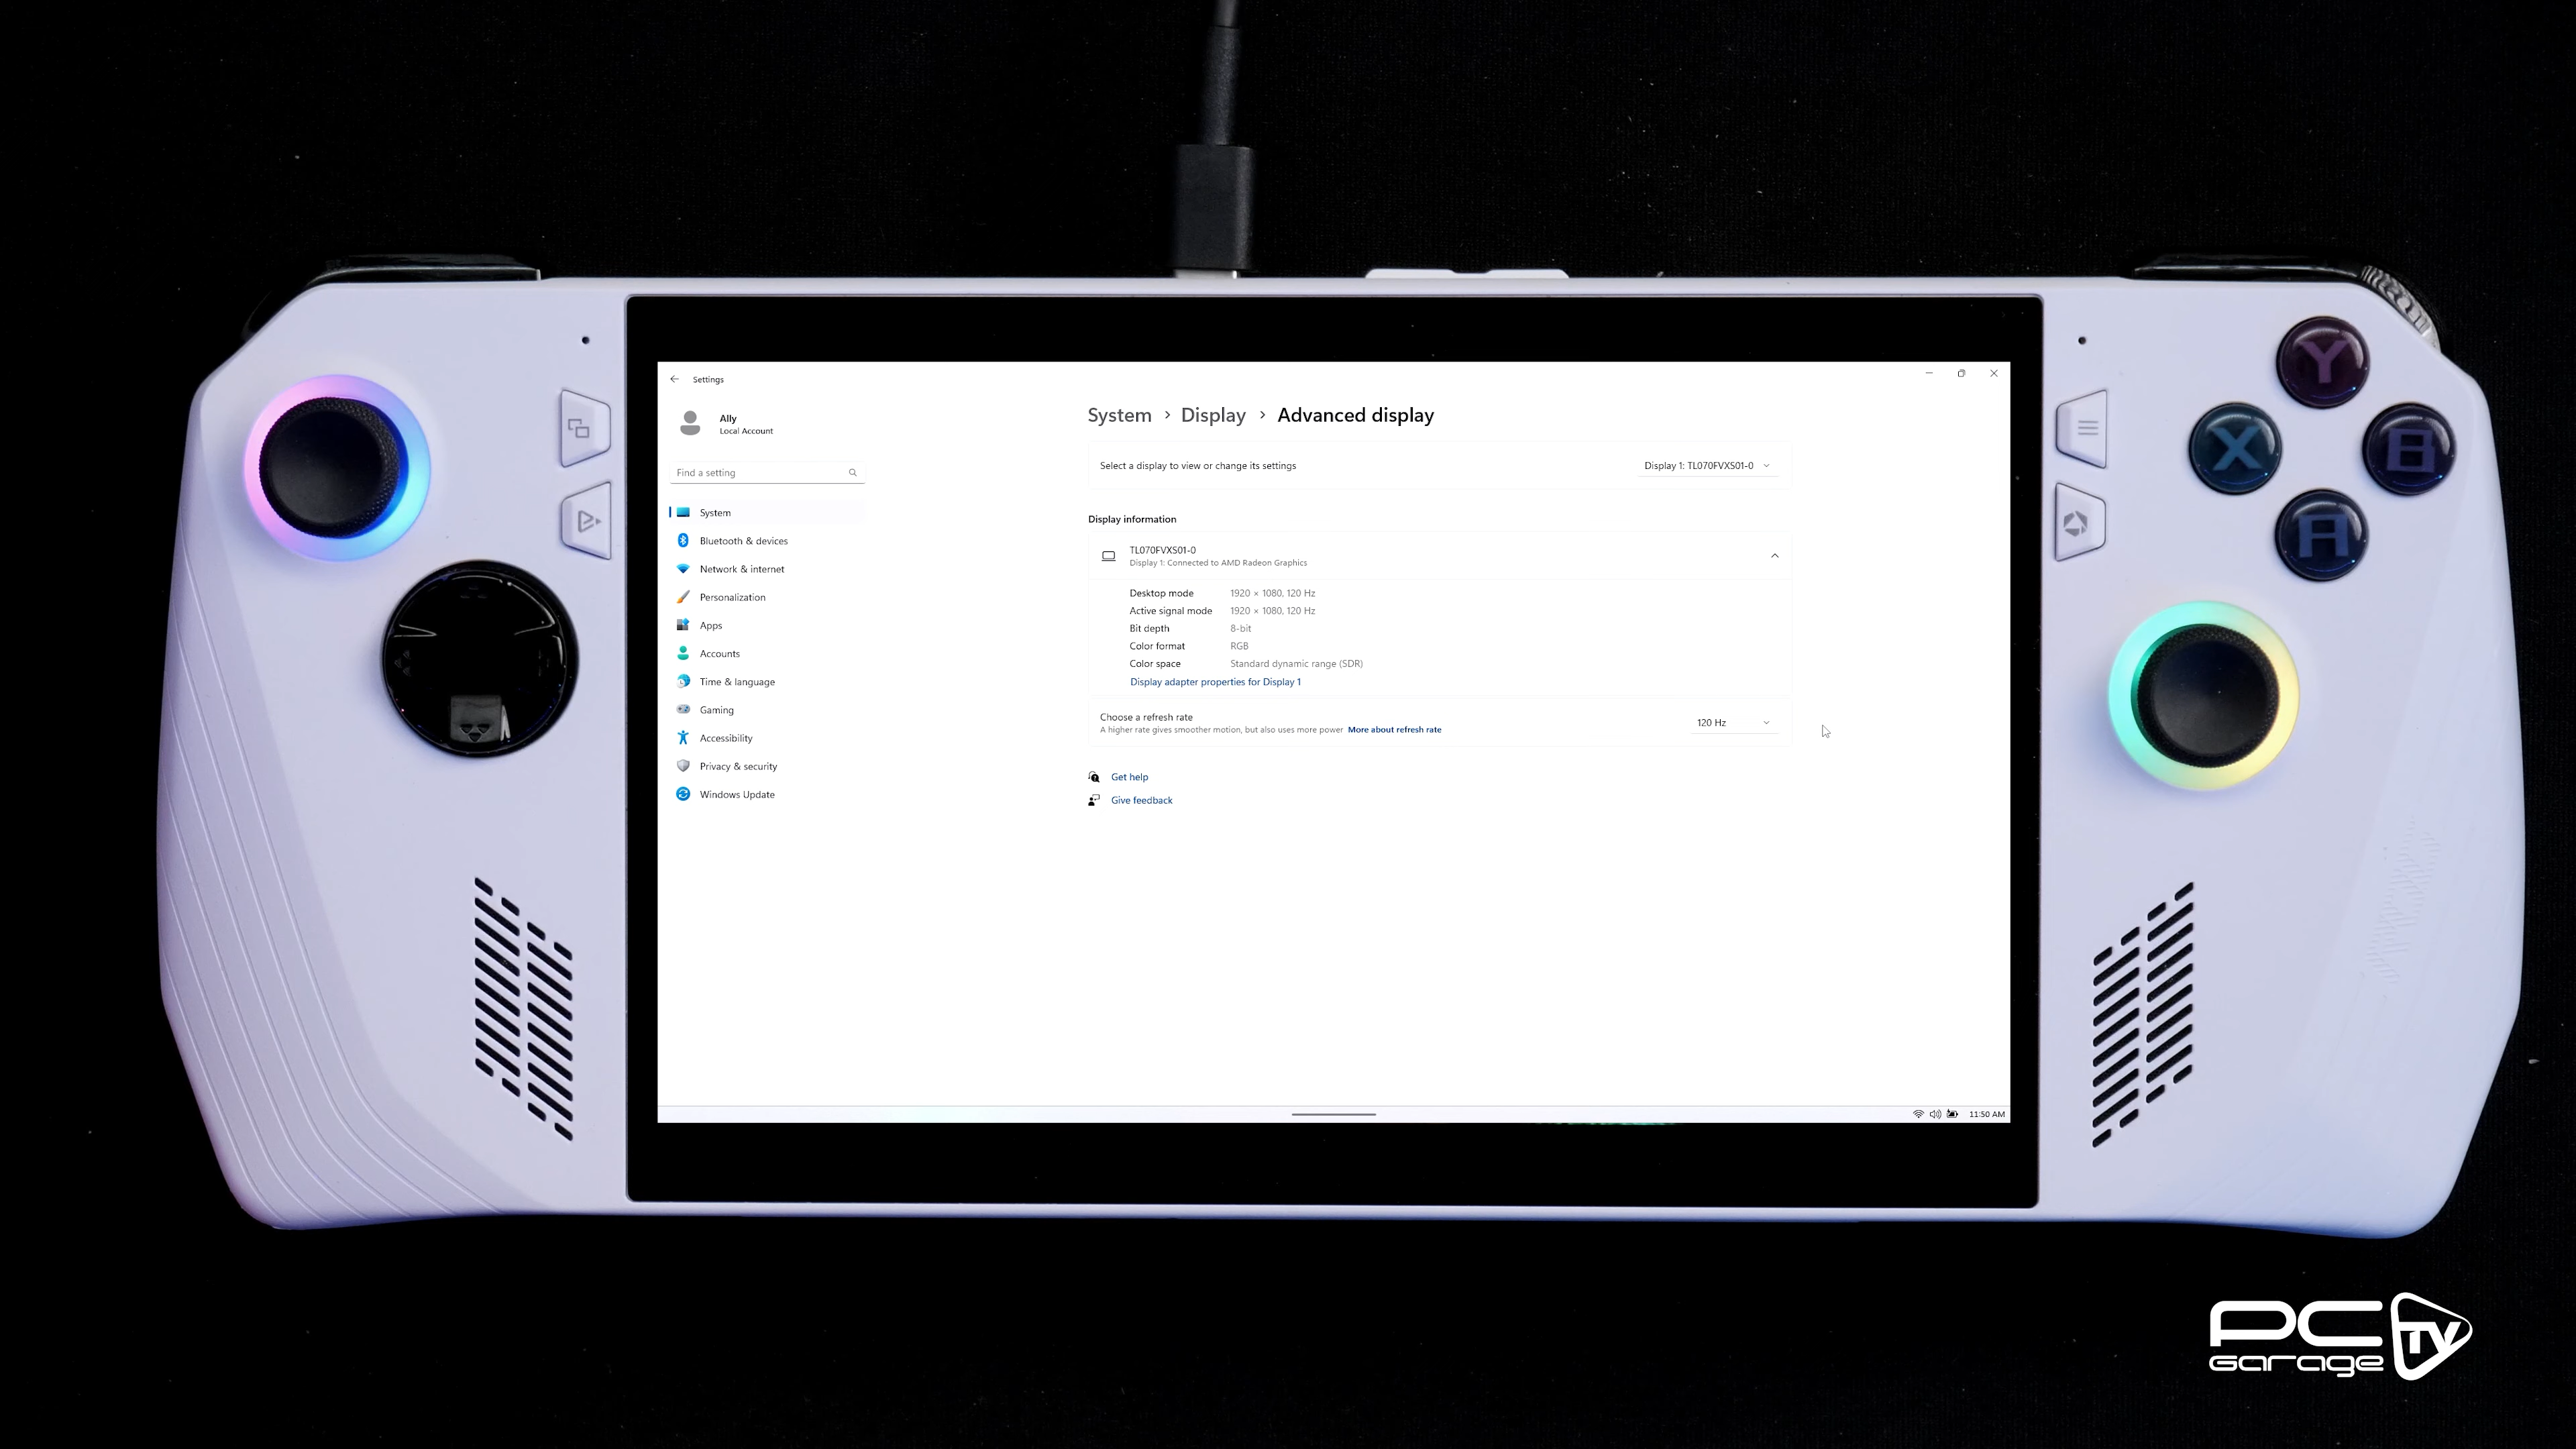 Settings
Ally
Local Account
Find a setting
System
Bluetooth & devices
Network & internet
Personalization
Apps
Accounts
Time & language
Gaming
Accessibility
Privacy & security
Windows Update
System > Display > Advanced display
Select a display to view or change its settings
Display 1: TL070FVXS01-0
Display information
TL070FVXS01-0
Display 1: Connected to AMD Radeon Graphics
Desktop mode 1920 × 1080, 120 Hz
Active signal mode 1920 × 1080, 120 Hz
Bit depth 8-bit
Color format RGB
Color space Standard dynamic range (SDR)
Display adapter properties for Display 1
Choose a refresh rate
120 Hz
A higher rate gives smoother motion, but also uses more power More about refresh rate
Get help
Give feedback
11:50 AM
Y
X
B
A
PC
Garage
TV